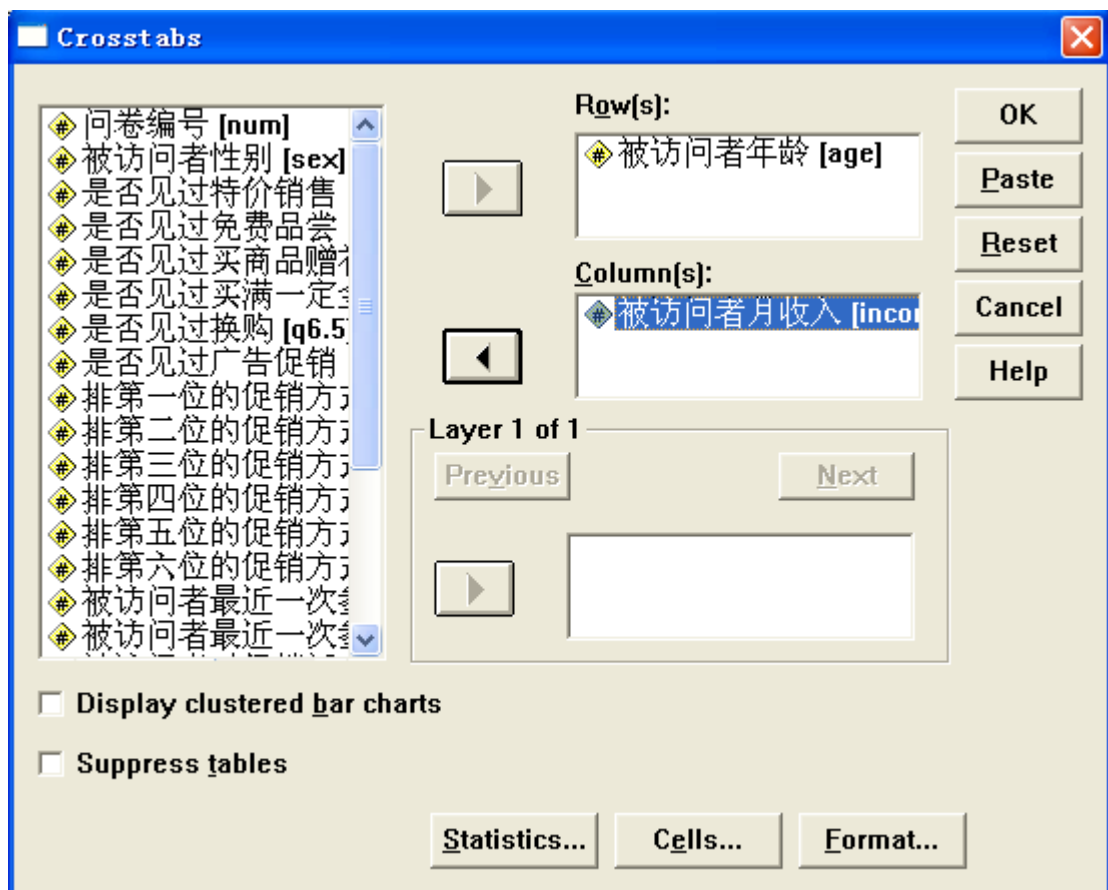 Crosstabs
问卷编号 [num]
被访问者性别 [sex]
是否见过特价销售
是否见过免费品尝
是否见过买商品赠
是否见过买满一定
是否见过换购 [q6.5]
是否见过广告促销
排第一位的促销方
排第二位的促销方
排第三位的促销方
排第四位的促销方
排第五位的促销方
排第六位的促销方
被访问者最近一次
被访问者最近一次
Row(s):
被访问者年龄 [age]
Column(s):
被访问者月收入 [incor
Layer 1 of 1
Previous
Next
OK
Paste
Reset
Cancel
Help
Display clustered bar charts
Suppress tables
Statistics...
Cells...
Format...